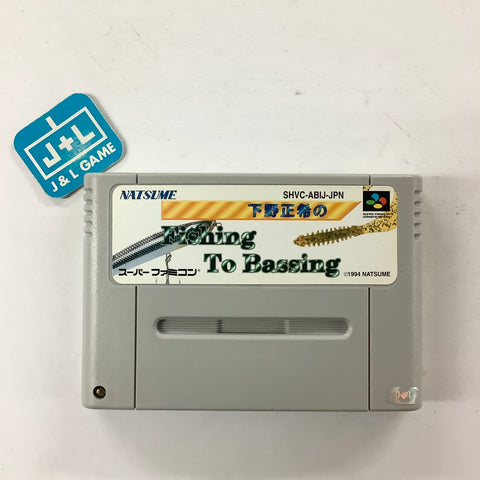 J+L
J & L GAME
NATSUME
SHVC-ABIJ-JPN
下野正希の
Fishing
To Bassing
スーパーファミコン
©1994 NATSUME